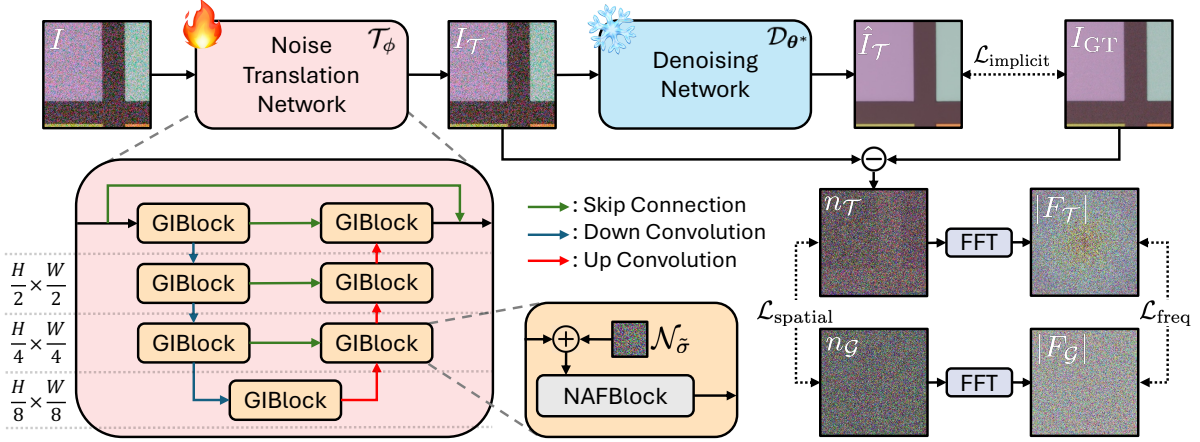 I
Noise
Translation
Network
𝒯_ϕ
I_𝒯
Denoising
Network
𝒟_θ*
Î_𝒯
ℒ_implicit
I_GT
GIBlock
GIBlock
GIBlock
GIBlock
GIBlock
GIBlock
GIBlock
H/2 × W/2
H/4 × W/4
H/8 × W/8
: Skip Connection
: Down Convolution
: Up Convolution
𝒩_σ̃
NAFBlock
n_𝒯
FFT
|F_𝒯|
ℒ_spatial
ℒ_freq
n_𝒢
FFT
|F_𝒢|